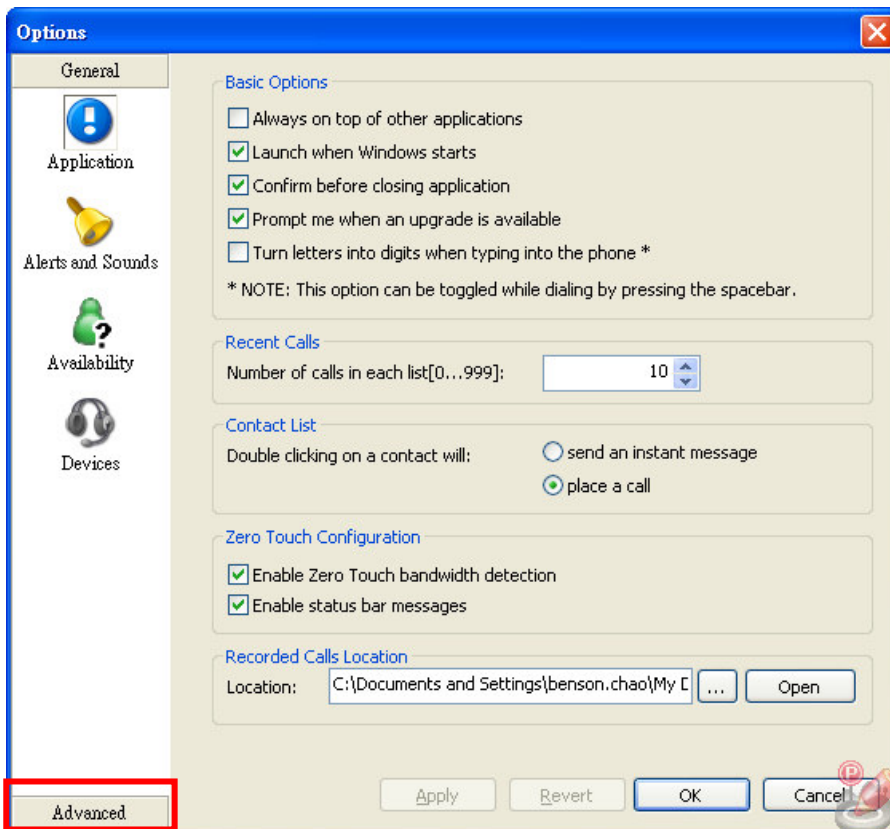 Options
General
Application
Alerts and Sounds
Availability
Devices
Advanced
Basic Options
Always on top of other applications
Launch when Windows starts
Confirm before closing application
Prompt me when an upgrade is available
Turn letters into digits when typing into the phone *
* NOTE: This option can be toggled while dialing by pressing the spacebar.
Recent Calls
Number of calls in each list[0...999]: 10
Contact List
Double clicking on a contact will: send an instant message
place a call
Zero Touch Configuration
Enable Zero Touch bandwidth detection
Enable status bar messages
Recorded Calls Location
Location: C:\Documents and Settings\benson.chao\My D ... Open
Apply Revert OK Cancel
P